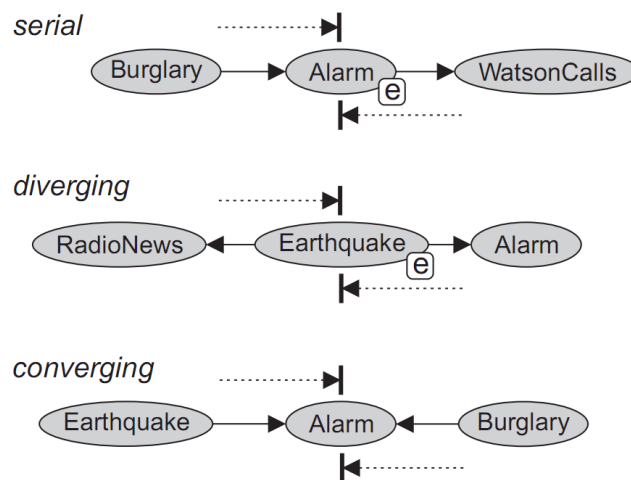 serial
Burglary Alarm WatsonCalls
e
diverging
RadioNews Earthquake Alarm
e
converging
Earthquake Alarm Burglary